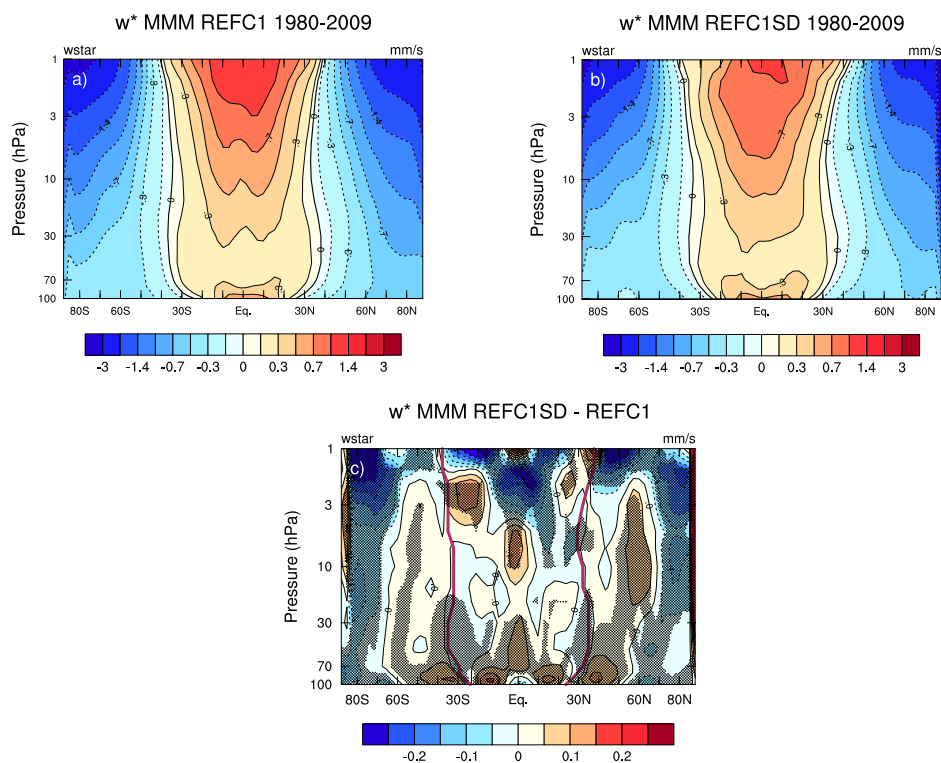 w* MMM REFC1 1980-2009
w* MMM REFC1SD 1980-2009
wstar mm/s
wstar mm/s
a)
b)
Pressure (hPa)
1
3
10
30
70
100
80S 60S 30S Eq. 30N 60N 80N
Pressure (hPa)
1
3
10
30
70
100
80S 60S 30S Eq. 30N 60N 80N
-3 -1.4 -0.7 -0.3 0 0.3 0.7 1.4 3
-3 -1.4 -0.7 -0.3 0 0.3 0.7 1.4 3
w* MMM REFC1SD - REFC1
wstar mm/s
c)
Pressure (hPa)
1
3
10
30
70
100
80S 60S 30S Eq. 30N 60N 80N
-0.2 -0.1 0 0.1 0.2